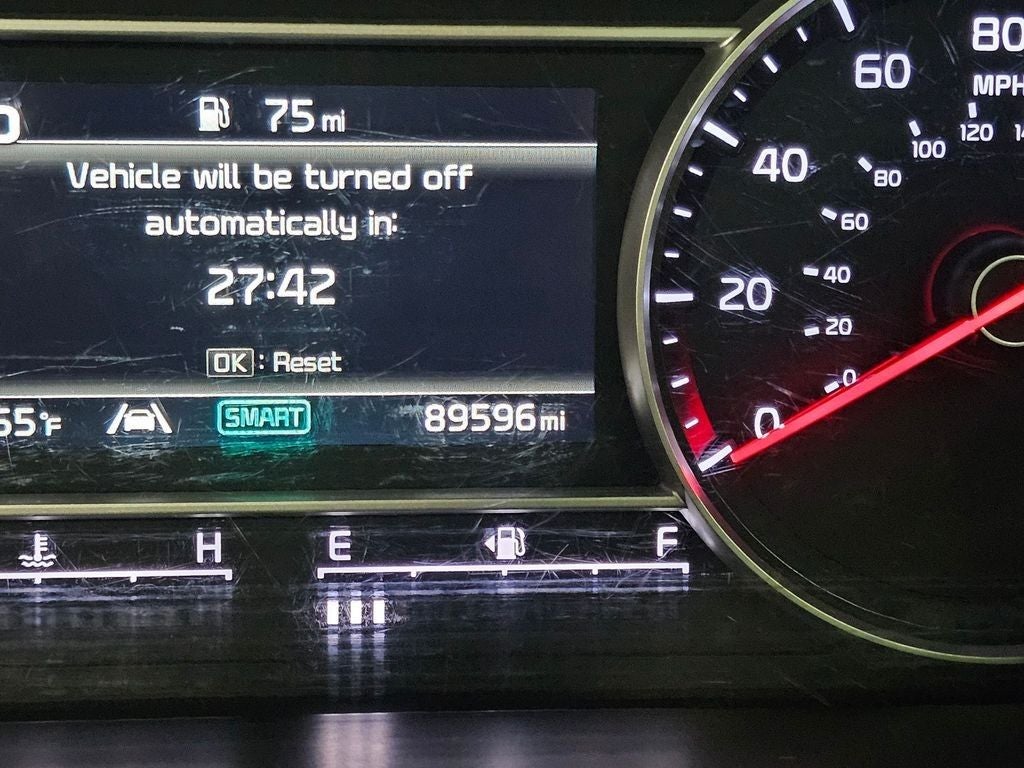 75 mi
Vehicle will be turned off
automatically in:
27:42
OK : Reset
55°F
SMART
89596 mi
H
E
F
80
MPH
60
40
20
0
120
100
80
60
40
20
0